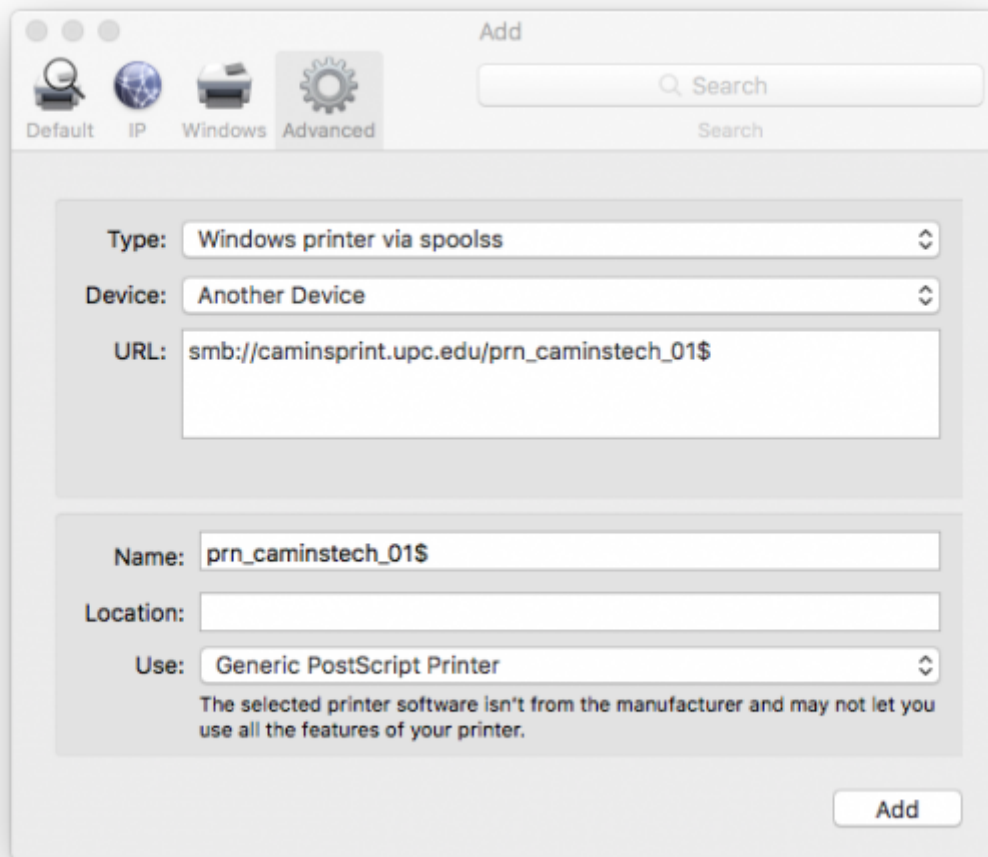 Add
Search
Default IP Windows Advanced Search
Type: Windows printer via spoolss
Device: Another Device
URL: smb://caminsprint.upc.edu/prn_caminstech_01$
Name: prn_caminstech_01$
Location:
Use: Generic PostScript Printer
The selected printer software isn't from the manufacturer and may not let you
use all the features of your printer.
Add